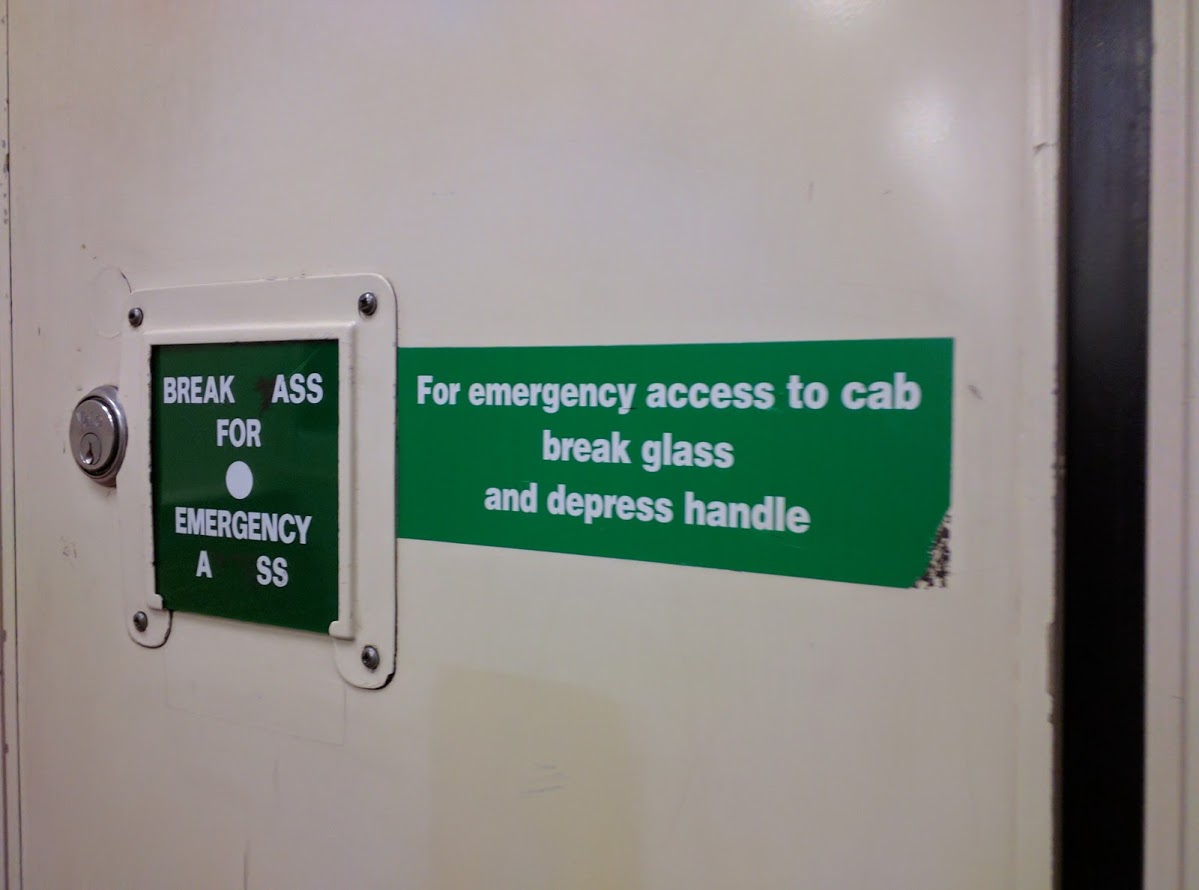 BREAK ASS
FOR
EMERGENCY
A SS
For emergency access to cab
break glass
and depress handle